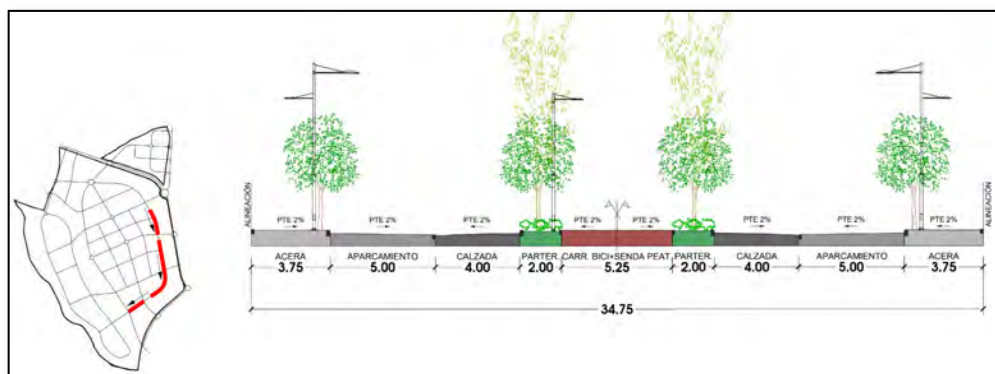 ALINEACIÓN
ALINEACIÓN
PTE 2% PTE 2% PTE 2% PTE 2% PTE 2% PTE 2% PTE 2% PTE 2%
ACERA APARCAMIENTO CALZADA PARTER. CARR. BICI+SENDA PEAT. PARTER. CALZADA APARCAMIENTO ACERA
3.75 5.00 4.00 2.00 5.25 2.00 4.00 5.00 3.75
34.75